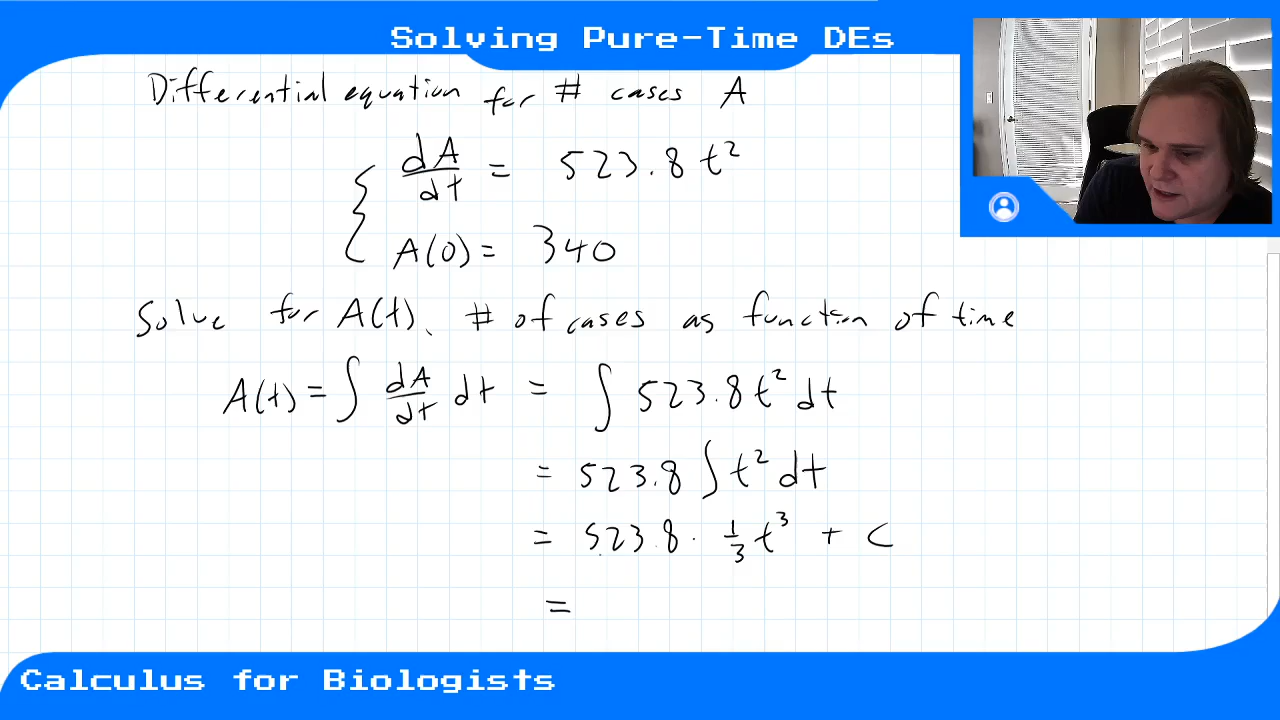 Solving Pure-Time DEs
Differential equation for # cases A
dA/dt = 523.8 t²
A(0) = 340
Solve for A(t), # of cases as function of time
A(t) = ∫ dA/dt dt = ∫ 523.8 t² dt
= 523.8 ∫ t² dt
= 523.8 · 1/3 t³ + C
=
Calculus for Biologists